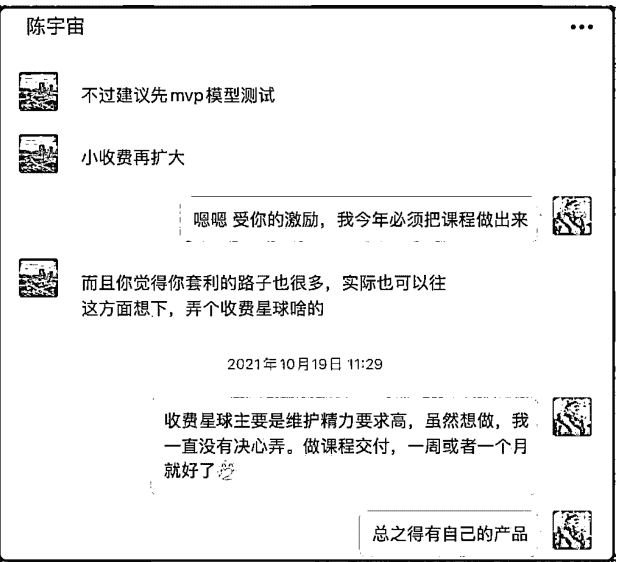 陈宇宙
不过建议先mvp模型测试
小收费再扩大
嗯嗯 受你的激励，我今年必须把课程做出来
而且你觉得你套利的路子也很多，实际也可以往
这方面想下，弄个收费星球啥的
2021年10月19日 11:29
收费星球主要是维护精力要求高，虽然想做，我
一直没有决心弄。做课程交付，一周或者一个月
就好了
总之得有自己的产品